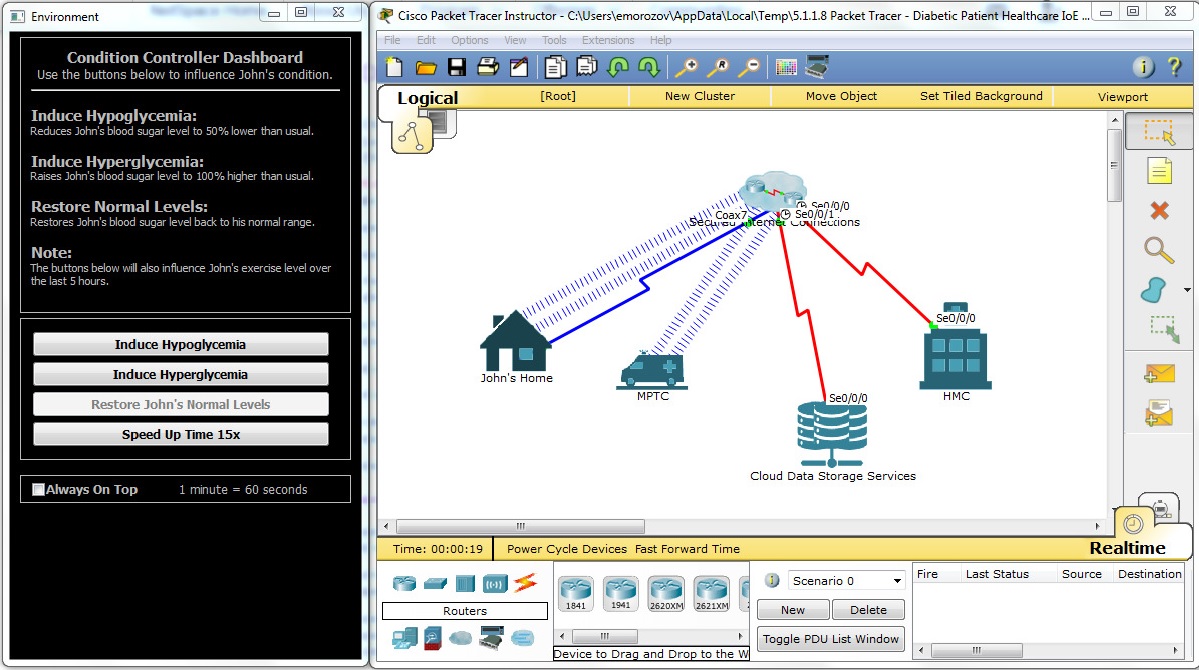 Environment
Condition Controller Dashboard
Use the buttons below to influence John's condition.
Induce Hypoglycemia:
Reduces John's blood sugar level to 50% lower than usual.
Induce Hyperglycemia:
Raises John's blood sugar level to 100% higher than usual.
Restore Normal Levels:
Restores John's blood sugar level back to his normal range.
Note:
The buttons below will also influence John's exercise level over
the last 5 hours.
Induce Hypoglycemia
Induce Hyperglycemia
Restore John's Normal Levels
Speed Up Time 15x
Always On Top 1 minute = 60 seconds
Cisco Packet Tracer Instructor - C:\Users\emorozov\AppData\Local\Temp\5.1.1.8 Packet Tracer - Diabetic Patient Healthcare IoE ...
File Edit Options View Tools Extensions Help
Logical [Root] New Cluster Move Object Set Tiled Background Viewport
Se0/0/0
Coax7 Se0/0/1
Secured Internet Connections
Se0/0/0
John's Home
MPTC
HMC
Se0/0/0
Cloud Data Storage Services
Time: 00:00:19 Power Cycle Devices Fast Forward Time
Realtime
Routers
1841 1941 2620XM 2621XM
Device to Drag and Drop to the W
Scenario 0
New Delete
Toggle PDU List Window
Fire Last Status Source Destination